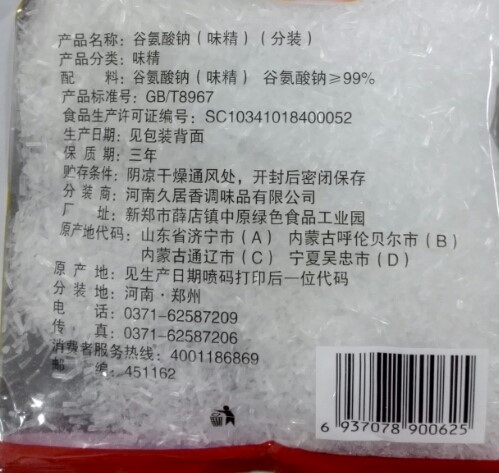 产品名称：谷氨酸钠（味精）（分装）
产品分类：味精
配　　料：谷氨酸钠（味精）　谷氨酸钠≥99%
产品标准号：GB/T8967
食品生产许可证编号：SC10341018400052
生产日期：见包装背面
保 质 期：三年
贮存条件：阴凉干燥通风处，开封后密闭保存
分 装 商：河南久居香调味品有限公司
厂　　址：新郑市薛店镇中原绿色食品工业园
原产地代码：山东省济宁市（A）　内蒙古呼伦贝尔市（B）
内蒙古通辽市（C）　宁夏吴忠市（D）
原 产 地：见生产日期喷码打印后一位代码
分 装 地：河南·郑州
电　　话：0371-62587209
传　　真：0371-62587206
消费者服务热线：4001186869
邮　　编：451162
6 937078 900625